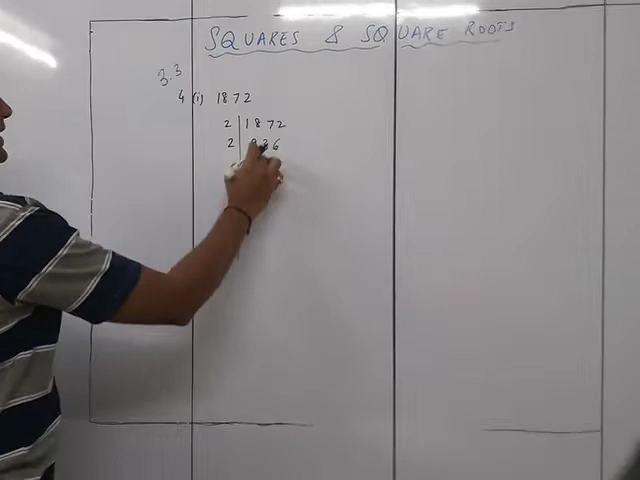 SQUARES & SQUARE ROOTS
3.3
4 (i) 1872
2 | 1872
2 | 936